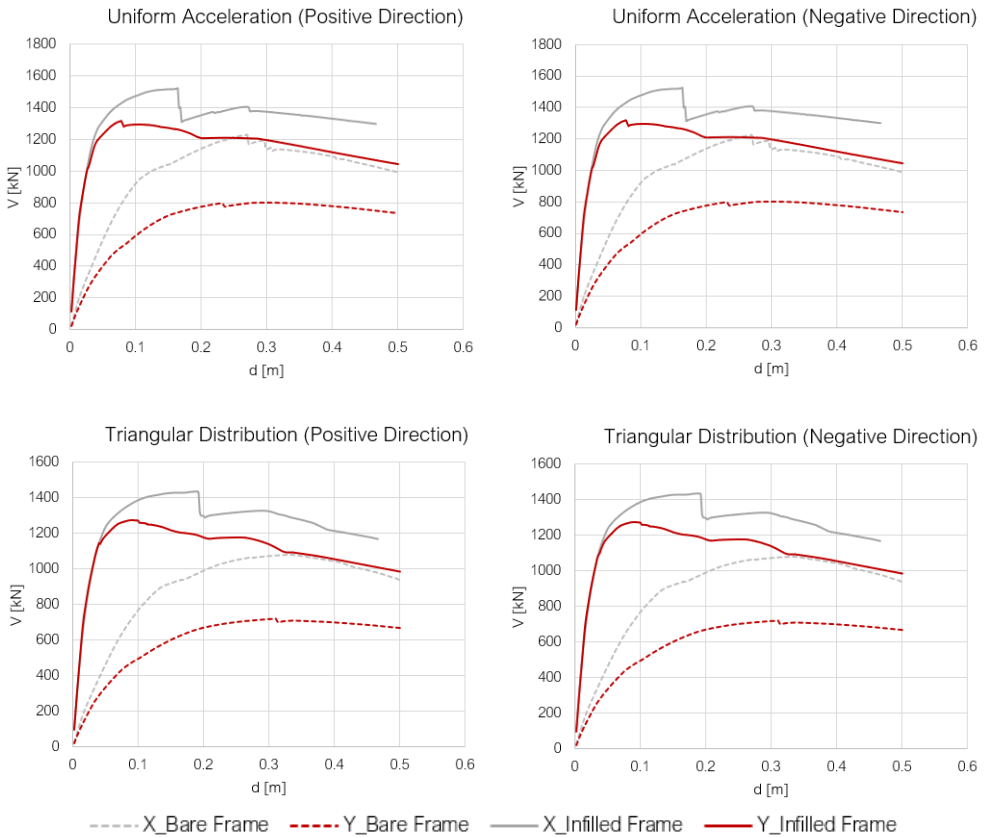 Uniform Acceleration (Positive Direction)
1800
1600
1400
1200
1000
800
600
400
200
0
V [kN]
0 0.1 0.2 0.3 0.4 0.5 0.6
d [m]
Uniform Acceleration (Negative Direction)
1800
1600
1400
1200
1000
800
600
400
200
0
V [kN]
0 0.1 0.2 0.3 0.4 0.5 0.6
d [m]
Triangular Distribution (Positive Direction)
1600
1400
1200
1000
800
600
400
200
0
V [kN]
0 0.1 0.2 0.3 0.4 0.5 0.6
d [m]
Triangular Distribution (Negative Direction)
1600
1400
1200
1000
800
600
400
200
0
V [kN]
0 0.1 0.2 0.3 0.4 0.5 0.6
d [m]
X_Bare Frame Y_Bare Frame X_Infilled Frame Y_Infilled Frame